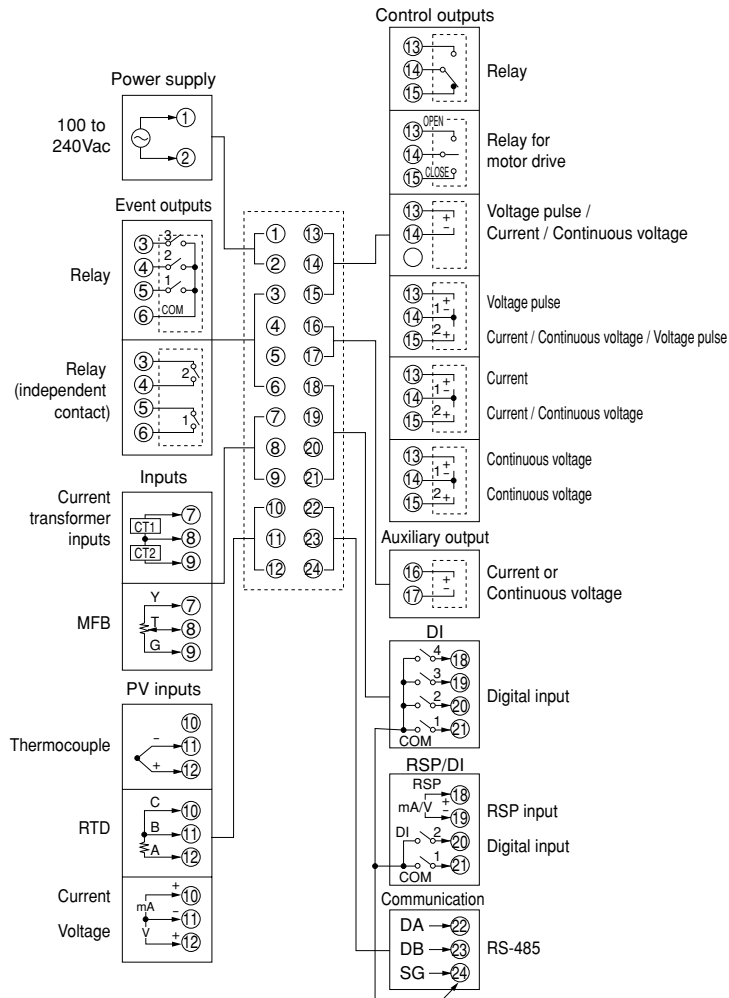 Control outputs
⑬
⑭
⑮
Relay
OPEN
⑬
⑭
⑮
CLOSE
Relay for
motor drive
⑬
⑭
+
−
Voltage pulse /
Current / Continuous voltage
⑬
⑭
⑮
1
+
−
2
+
Voltage pulse
Current / Continuous voltage / Voltage pulse
⑬
⑭
⑮
1
+
−
2
+
Current
Current / Continuous voltage
⑬
⑭
⑮
1
+
−
2
+
Continuous voltage
Continuous voltage
Auxiliary output
⑯
⑰
+
−
Current or
Continuous voltage
DI
4 ⑱
3 ⑲
2 ⑳
1 ㉑
COM
Digital input
RSP/DI
RSP
mA/V
+
−
⑱
⑲
RSP input
DI
2 ⑳
1 ㉑
COM
Digital input
Communication
DA ㉒
DB ㉓
SG ㉔
RS-485
Power supply
100 to
240Vac
①
②
Event outputs
Relay
③ 3
④ 2
⑤ 1
⑥ COM
Relay
(independent
contact)
③
④
2
⑤
⑥
1
Inputs
Current
transformer
inputs
CT1
CT2
⑦
⑧
⑨
MFB
Y ⑦
T ⑧
G ⑨
PV inputs
Thermocouple
⑩
− ⑪
+ ⑫
RTD
C ⑩
B ⑪
A ⑫
Current
Voltage
mA
V
+ ⑩
− ⑪
+ ⑫
① ⑬
② ⑭
③ ⑮
④ ⑯
⑤ ⑰
⑥ ⑱
⑦ ⑲
⑧ ⑳
⑨ ㉑
⑩ ㉒
⑪ ㉓
⑫ ㉔